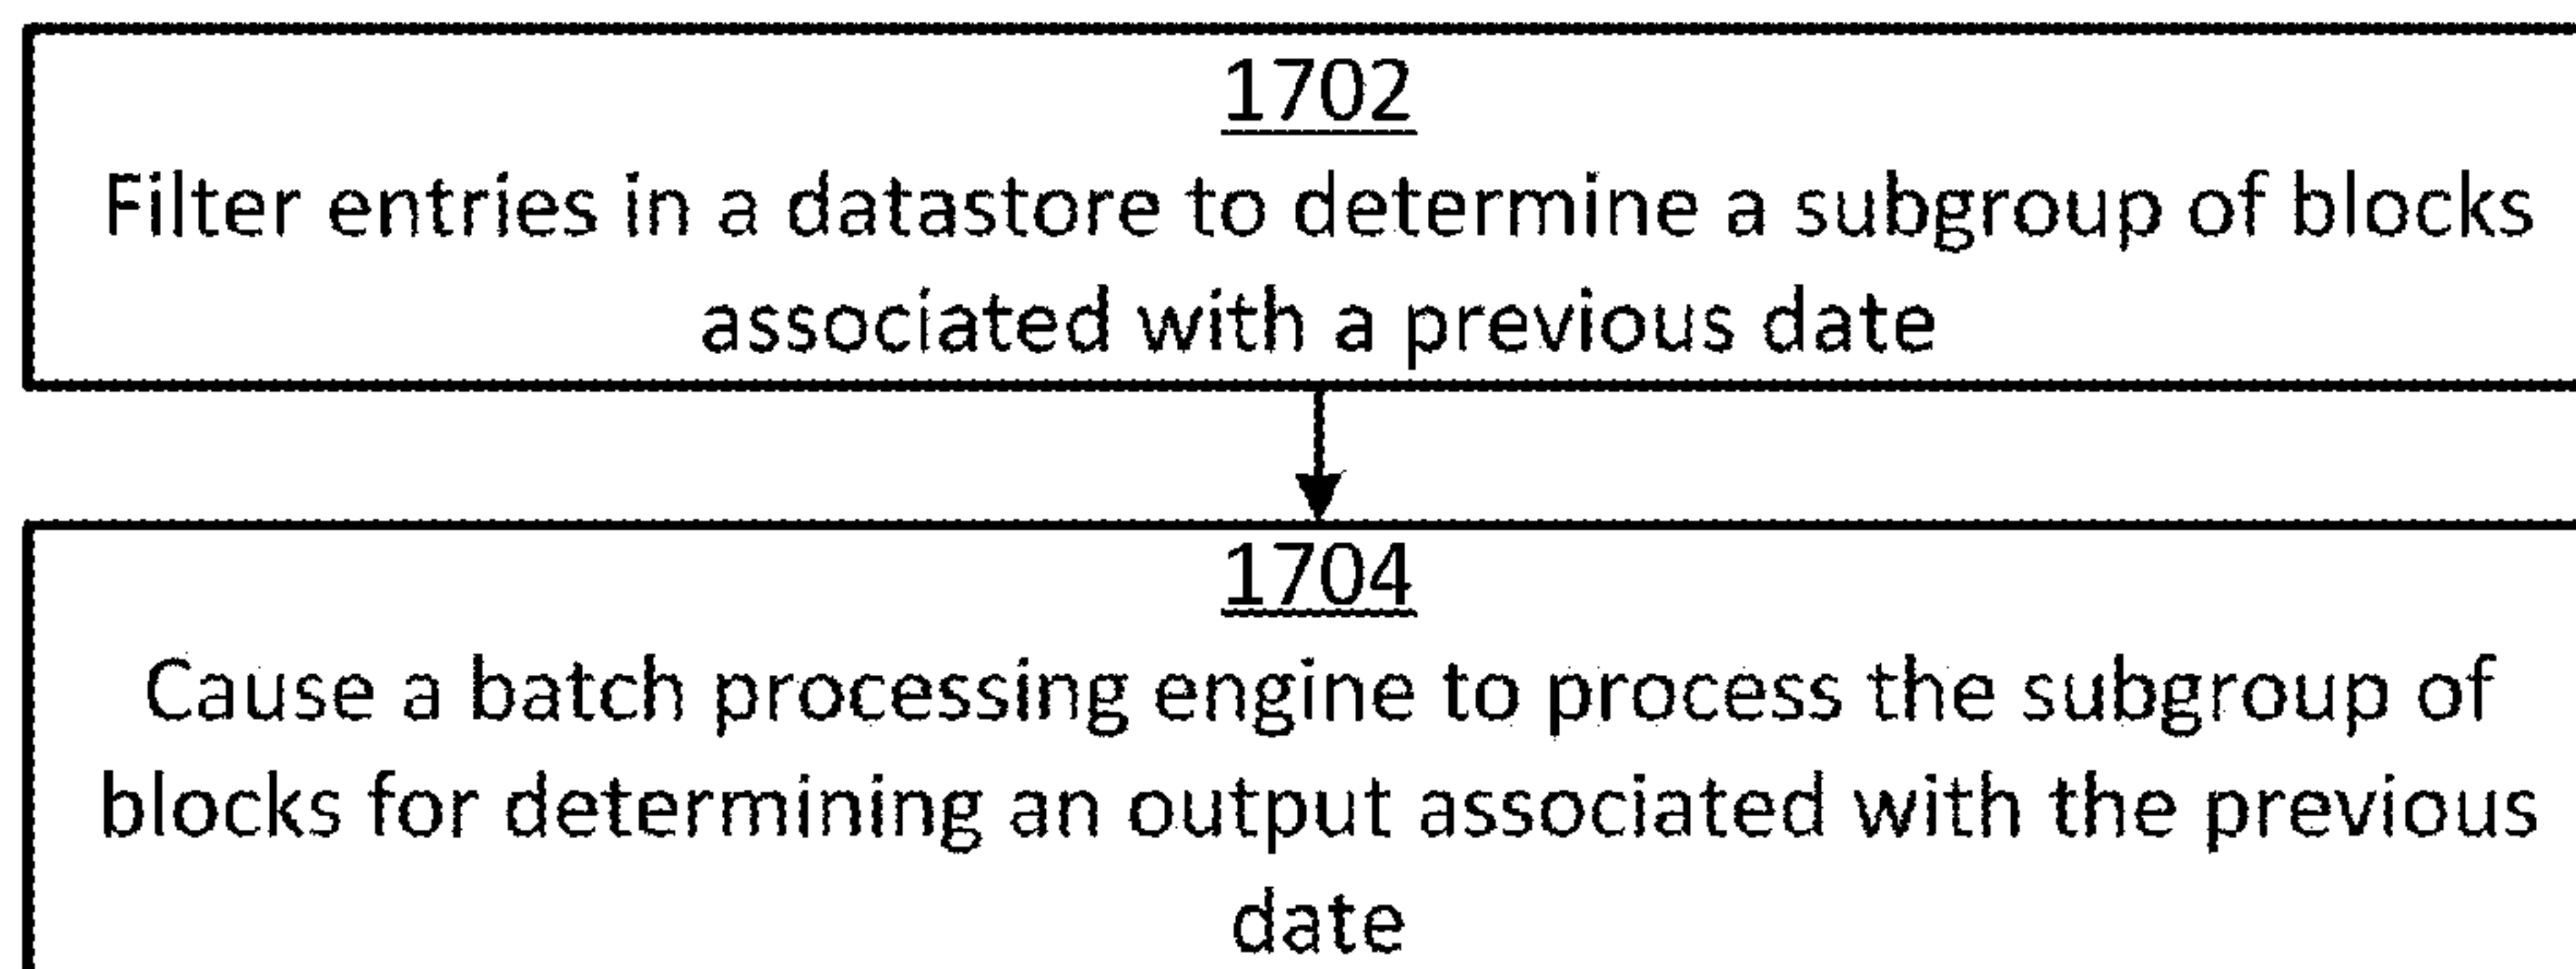 1702
Filter entries in a datastore to determine a subgroup of blocks
associated with a previous date
1704
Cause a batch processing engine to process the subgroup of
blocks for determining an output associated with the previous
date